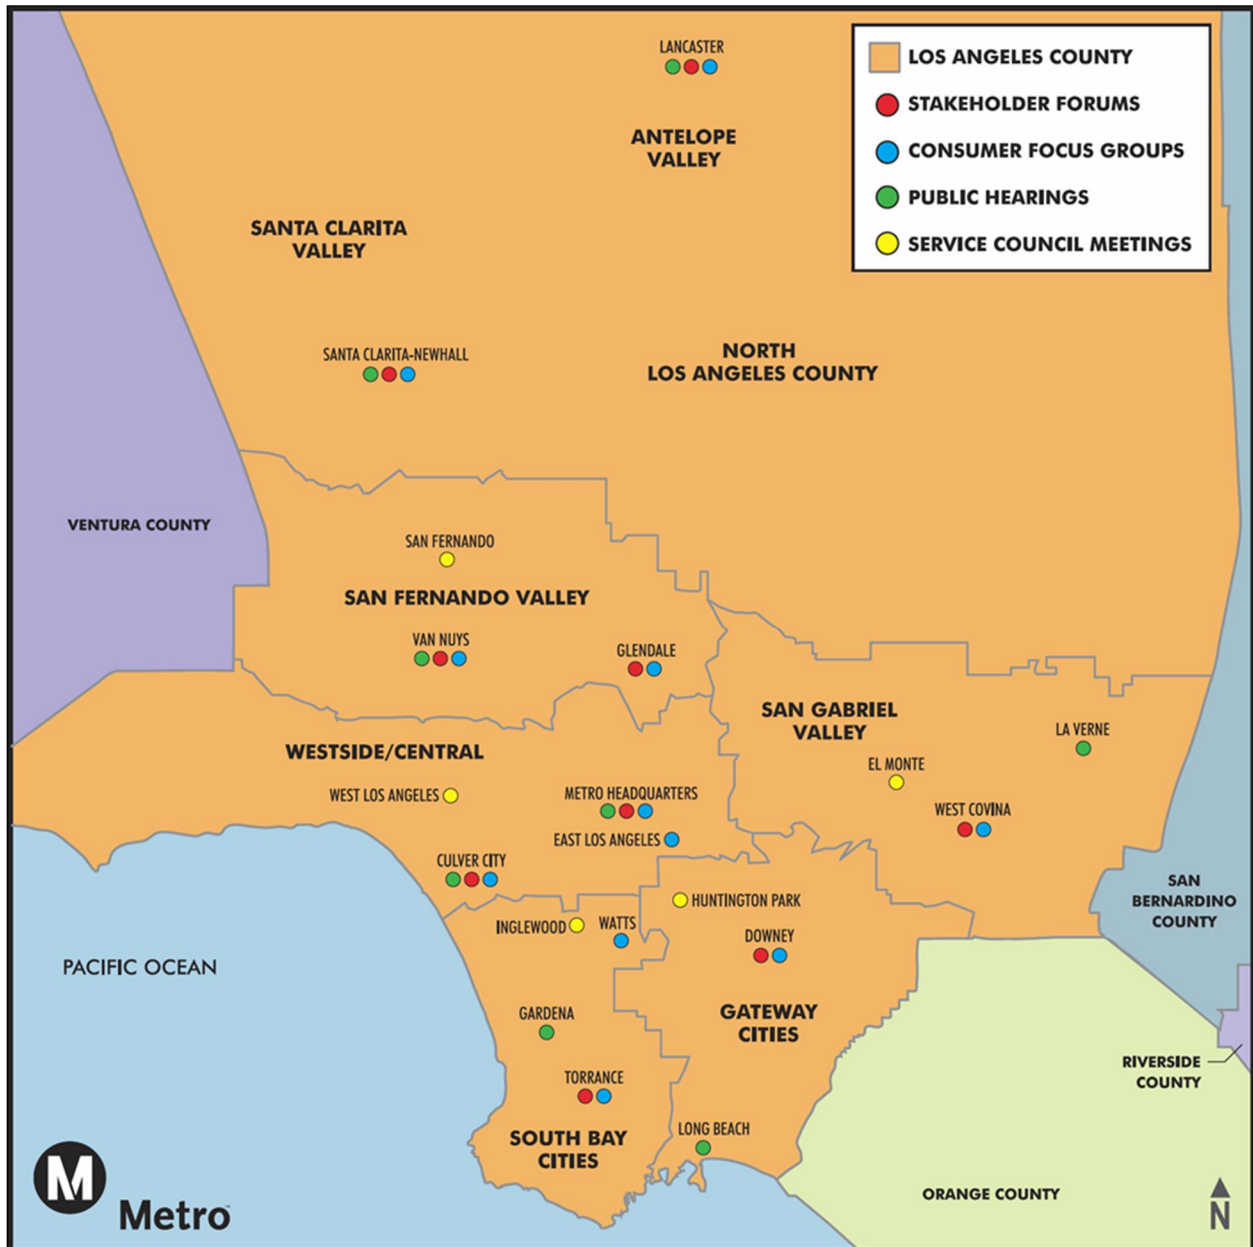 LANCASTER
LOS ANGELES COUNTY
STAKEHOLDER FORUMS
CONSUMER FOCUS GROUPS
PUBLIC HEARINGS
SERVICE COUNCIL MEETINGS
ANTELOPE
VALLEY
SANTA CLARITA
VALLEY
SANTA CLARITA-NEWHALL
NORTH
LOS ANGELES COUNTY
VENTURA COUNTY
SAN FERNANDO
SAN FERNANDO VALLEY
VAN NUYS
GLENDALE
SAN GABRIEL
VALLEY
LA VERNE
WESTSIDE/CENTRAL
EL MONTE
WEST LOS ANGELES
METRO HEADQUARTERS
WEST COVINA
EAST LOS ANGELES
CULVER CITY
SAN
BERNARDINO
COUNTY
HUNTINGTON PARK
INGLEWOOD
WATTS
DOWNEY
PACIFIC OCEAN
GARDENA
GATEWAY
CITIES
RIVERSIDE
COUNTY
TORRANCE
LONG BEACH
SOUTH BAY
CITIES
ORANGE COUNTY
M
Metro
N